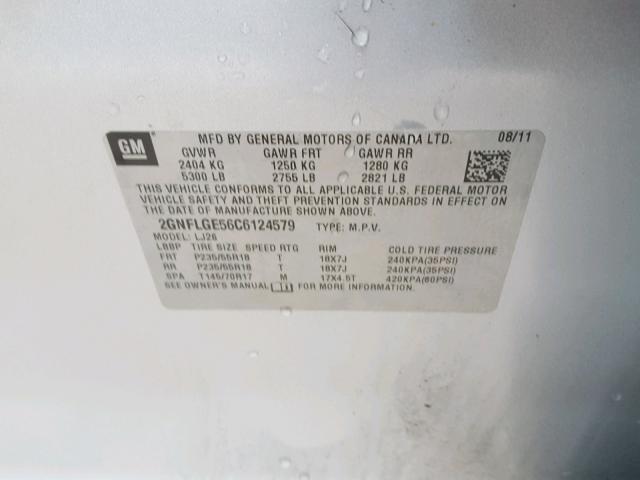 GM
MFD BY GENERAL MOTORS OF CANADA LTD. 08/11
GVWR GAWR FRT GAWR RR
2404 KG 1250 KG 1280 KG
5300 LB 2755 LB 2821 LB
THIS VEHICLE CONFORMS TO ALL APPLICABLE U.S. FEDERAL MOTOR
VEHICLE SAFETY AND THEFT PREVENTION STANDARDS IN EFFECT ON THE
DATE OF MANUFACTURE SHOWN ABOVE.
2GNFLGE56C6124579 TYPE: M.P.V.
MODEL: LJ26
LBBP TIRE SIZE SPEED RTG RIM COLD TIRE PRESSURE
FRT P235/55R18 T 18X7J 240KPA(35PSI)
RR P235/55R18 T 18X7J 240KPA(35PSI)
SPA T145/70R17 M 17X4.5T 420KPA(60PSI)
SEE OWNER'S MANUAL FOR MORE INFORMATION.